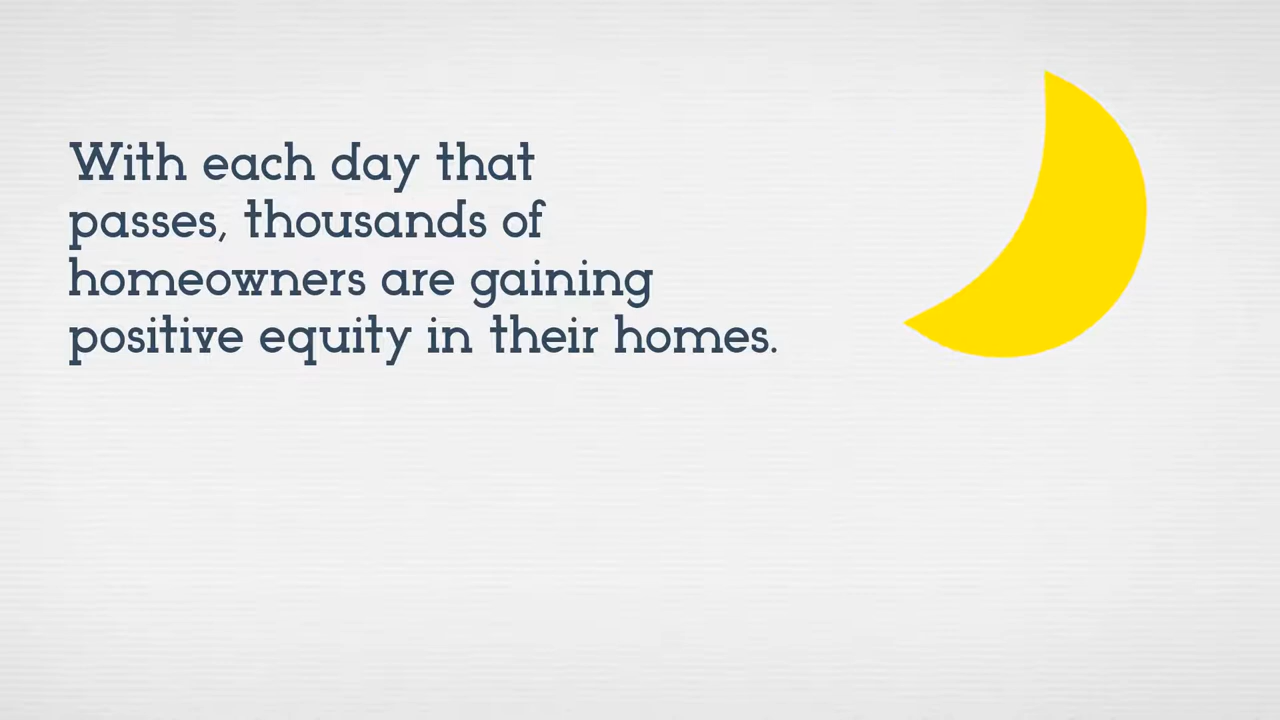 With each day that
passes, thousands of
homeowners are gaining
positive equity in their homes.